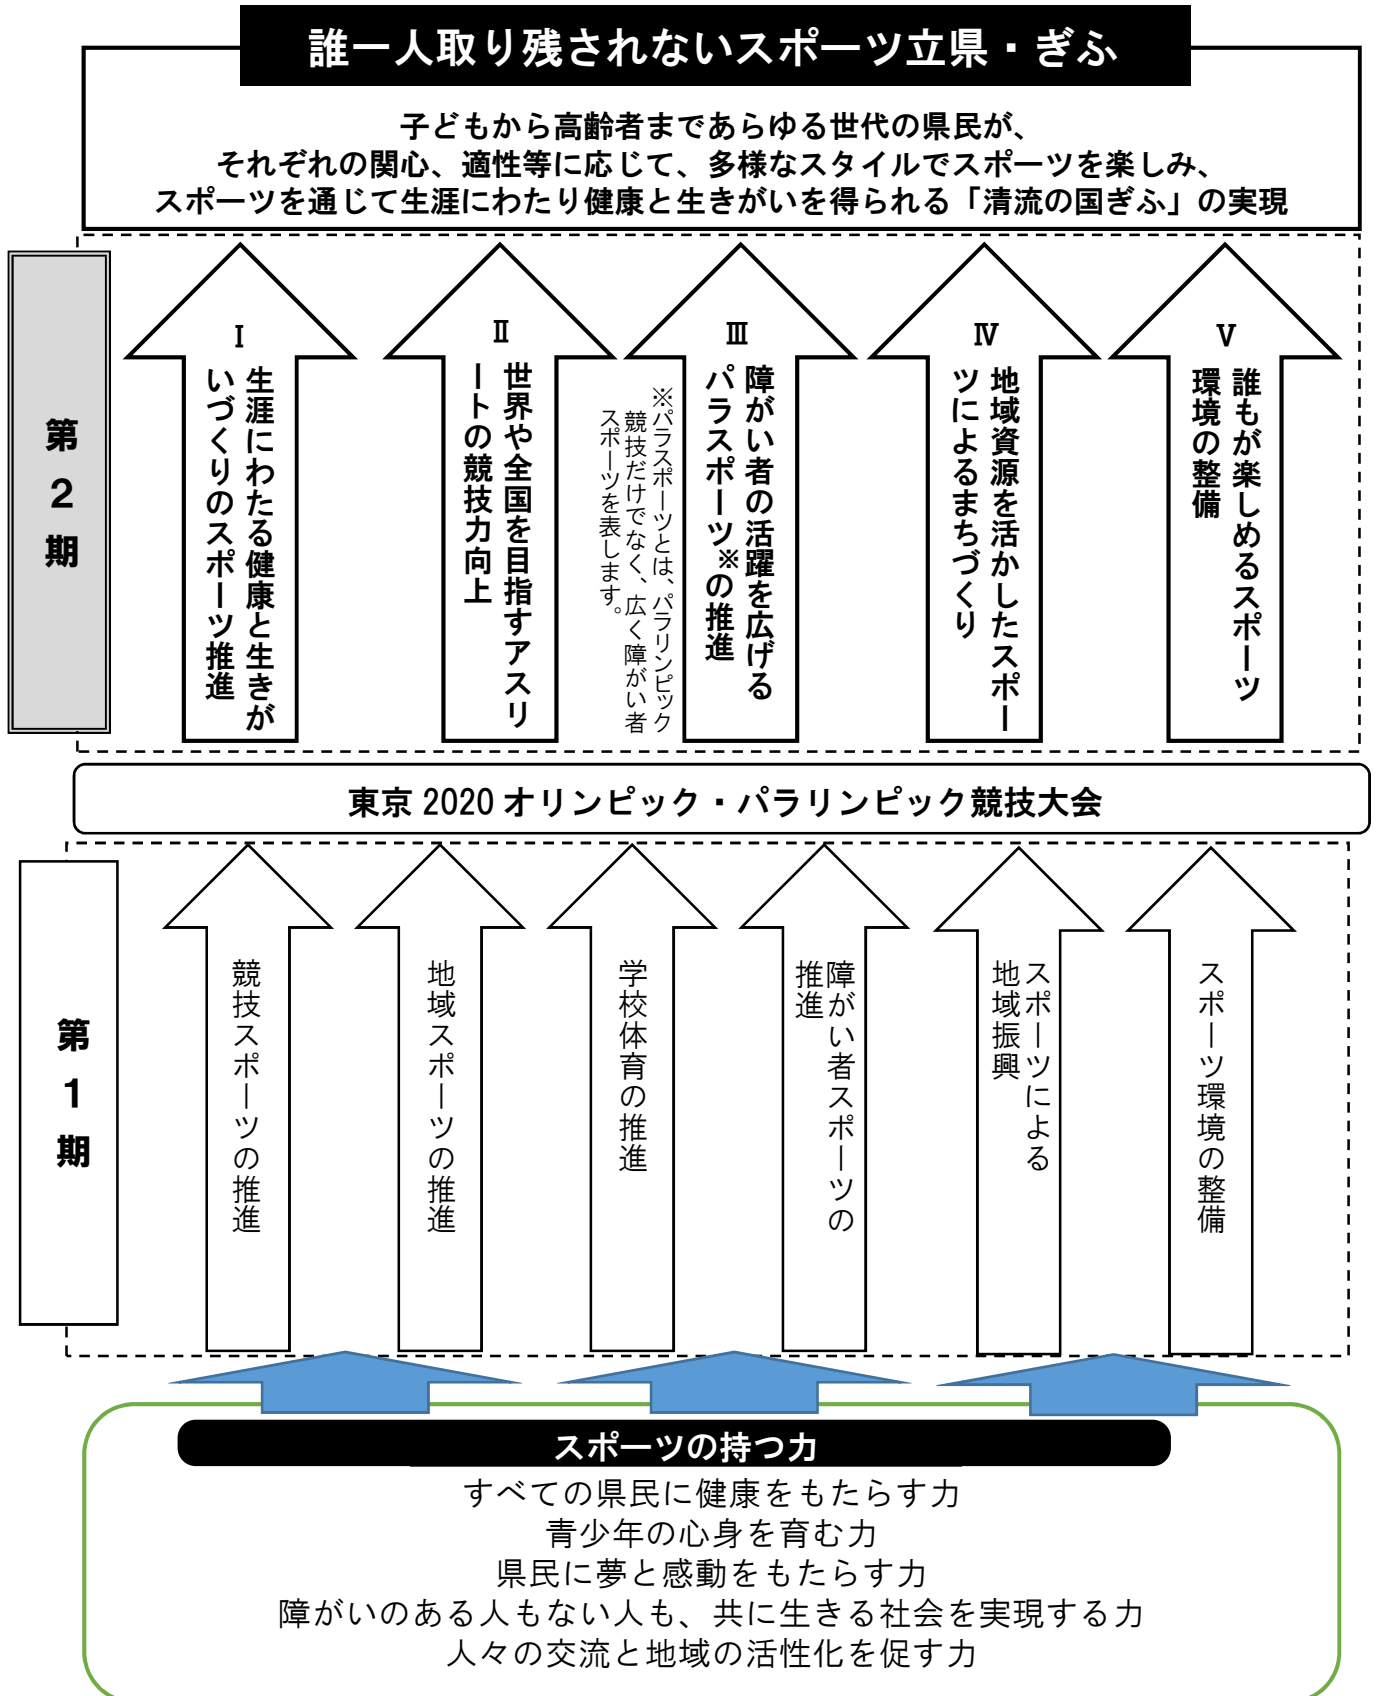 誰一人取り残されないスポーツ立県・ぎふ
子どもから高齢者まであらゆる世代の県民が、
それぞれの関心、適性等に応じて、多様なスタイルでスポーツを楽しみ、
スポーツを通じて生涯にわたり健康と生きがいを得られる「清流の国ぎふ」の実現
第2期
Ⅰ
生涯にわたる健康と生きが
いづくりのスポーツ推進
Ⅱ
世界や全国を目指すアスリ
ートの競技力向上
Ⅲ
障がい者の活躍を広げる
パラスポーツ※の推進
※パラスポーツとは、パラリンピック
競技だけでなく、広く障がい者
スポーツを表します。
Ⅳ
地域資源を活かしたスポー
ツによるまちづくり
Ⅴ
誰もが楽しめるスポーツ
環境の整備
東京2020オリンピック・パラリンピック競技大会
第1期
競技スポーツの推進
地域スポーツの推進
学校体育の推進
障がい者スポーツの
推進
スポーツによる
地域振興
スポーツ環境の整備
スポーツの持つ力
すべての県民に健康をもたらす力
青少年の心身を育む力
県民に夢と感動をもたらす力
障がいのある人もない人も、共に生きる社会を実現する力
人々の交流と地域の活性化を促す力